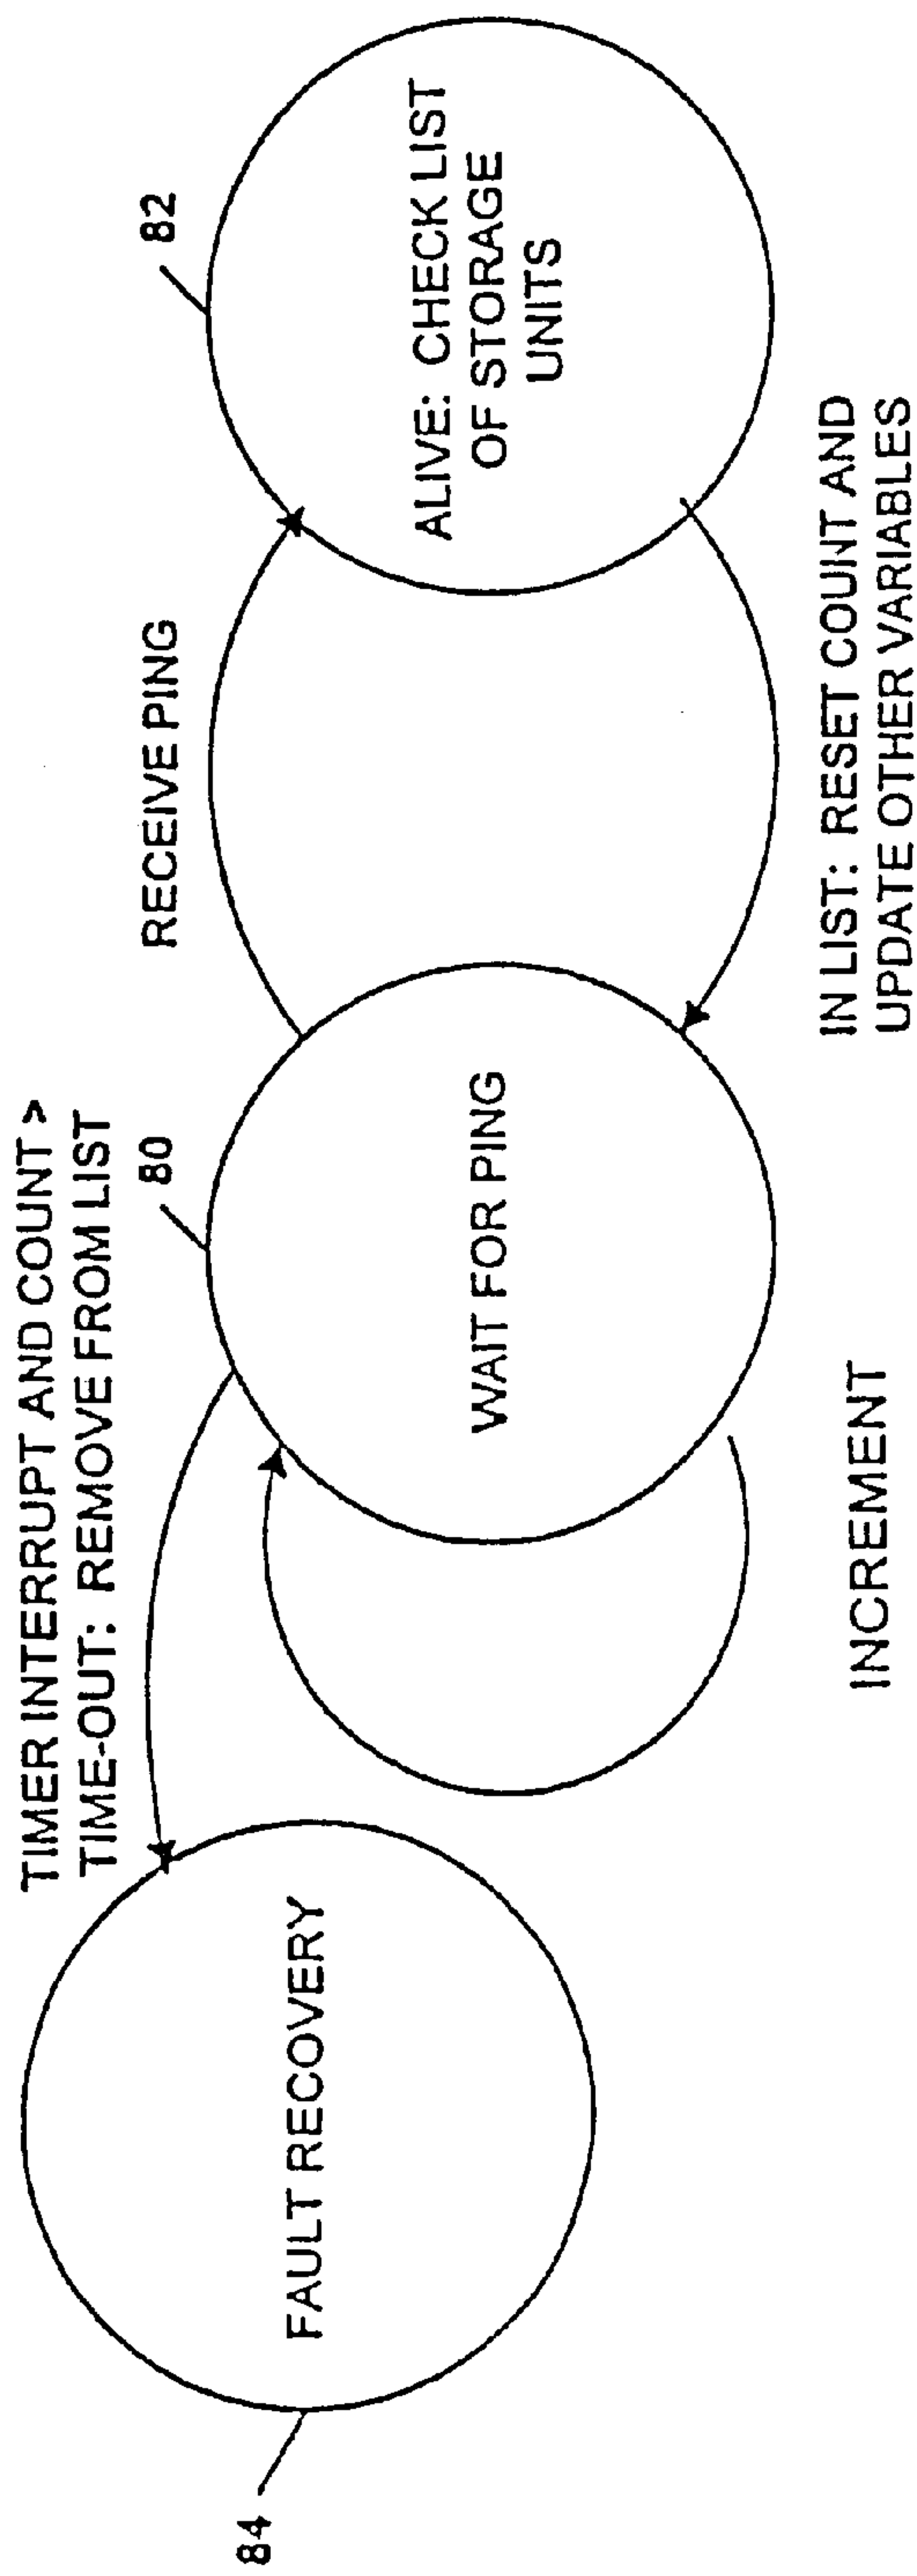 TIMER INTERRUPT AND COUNT >
TIME-OUT: REMOVE FROM LIST
84
FAULT RECOVERY
80
WAIT FOR PING
INCREMENT
RECEIVE PING
82
ALIVE: CHECK LIST
OF STORAGE
UNITS
IN LIST: RESET COUNT AND
UPDATE OTHER VARIABLES